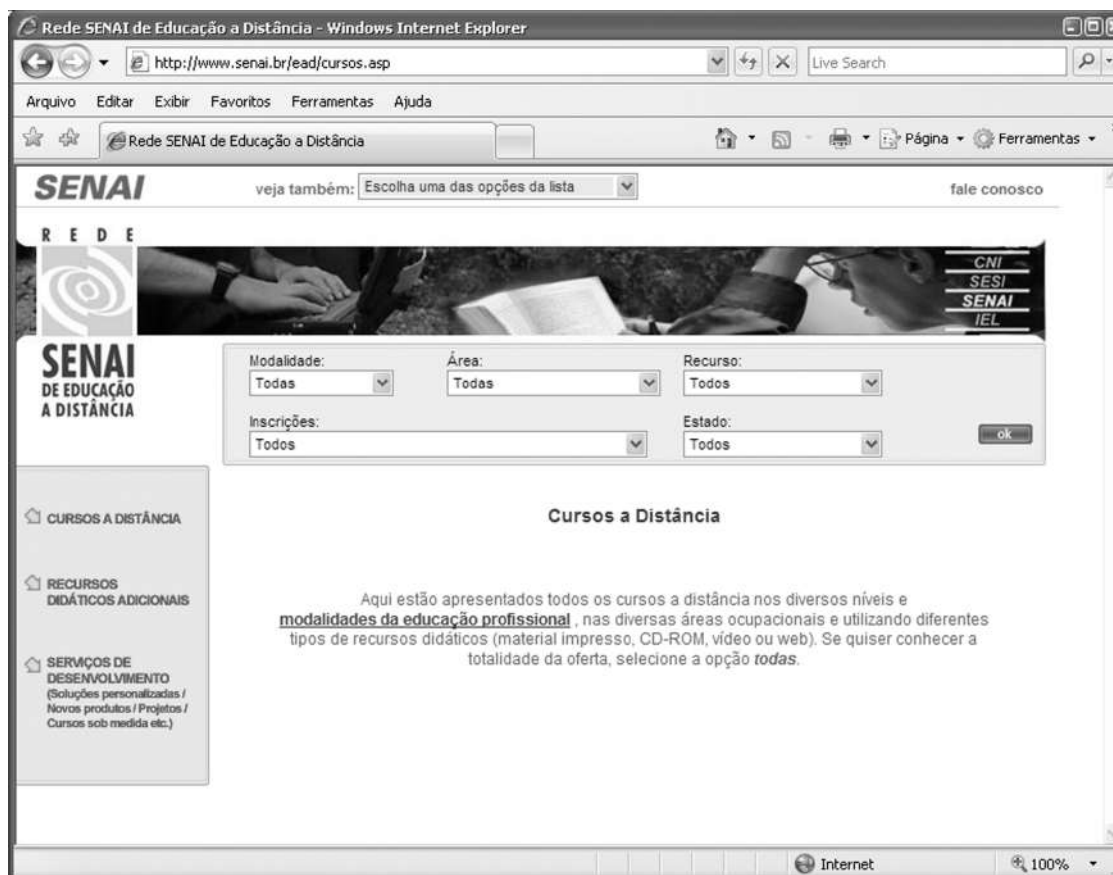 Rede SENAI de Educação a Distância - Windows Internet Explorer
http://www.senai.br/ead/cursos.asp
Live Search
Arquivo Editar Exibir Favoritos Ferramentas Ajuda
Rede SENAI de Educação a Distância
Página Ferramentas
SENAI veja também: Escolha uma das opções da lista fale conosco
REDE
CNI
SESI
SENAI
IEL
SENAI
DE EDUCAÇÃO
A DISTÂNCIA
Modalidade: Área: Recurso:
Todas Todas Todos
Inscrições: Estado:
Todos Todos ok
CURSOS A DISTÂNCIA
RECURSOS
DIDÁTICOS ADICIONAIS
SERVIÇOS DE
DESENVOLVIMENTO
(Soluções personalizadas /
Novos produtos / Projetos /
Cursos sob medida etc.)
Cursos a Distância
Aqui estão apresentados todos os cursos a distância nos diversos níveis e
modalidades da educação profissional , nas diversas áreas ocupacionais e utilizando diferentes
tipos de recursos didáticos (material impresso, CD-ROM, vídeo ou web). Se quiser conhecer a
totalidade da oferta, selecione a opção todas.
Internet 100%